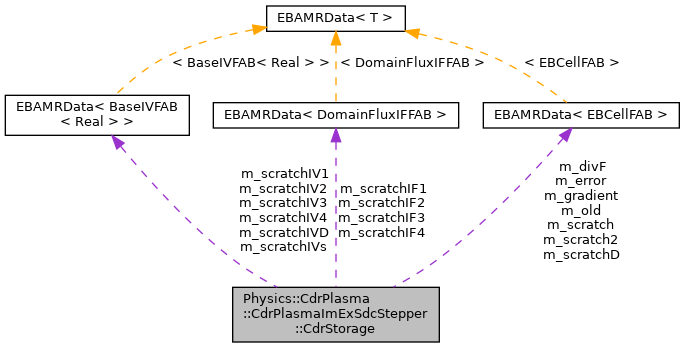 EBAMRData< T >
< BaseIVFAB< Real > >
< DomainFluxIFFAB >
< EBCellFAB >
EBAMRData< BaseIVFAB
< Real > >
EBAMRData< DomainFluxIFFAB >
EBAMRData< EBCellFAB >
m_scratchIV1
m_scratchIV2
m_scratchIV3
m_scratchIV4
m_scratchIVD
m_scratchIVs
m_scratchIF1
m_scratchIF2
m_scratchIF3
m_scratchIF4
m_divF
m_error
m_gradient
m_old
m_scratch
m_scratch2
m_scratchD
Physics::CdrPlasma
::CdrPlasmaImExSdcStepper
::CdrStorage